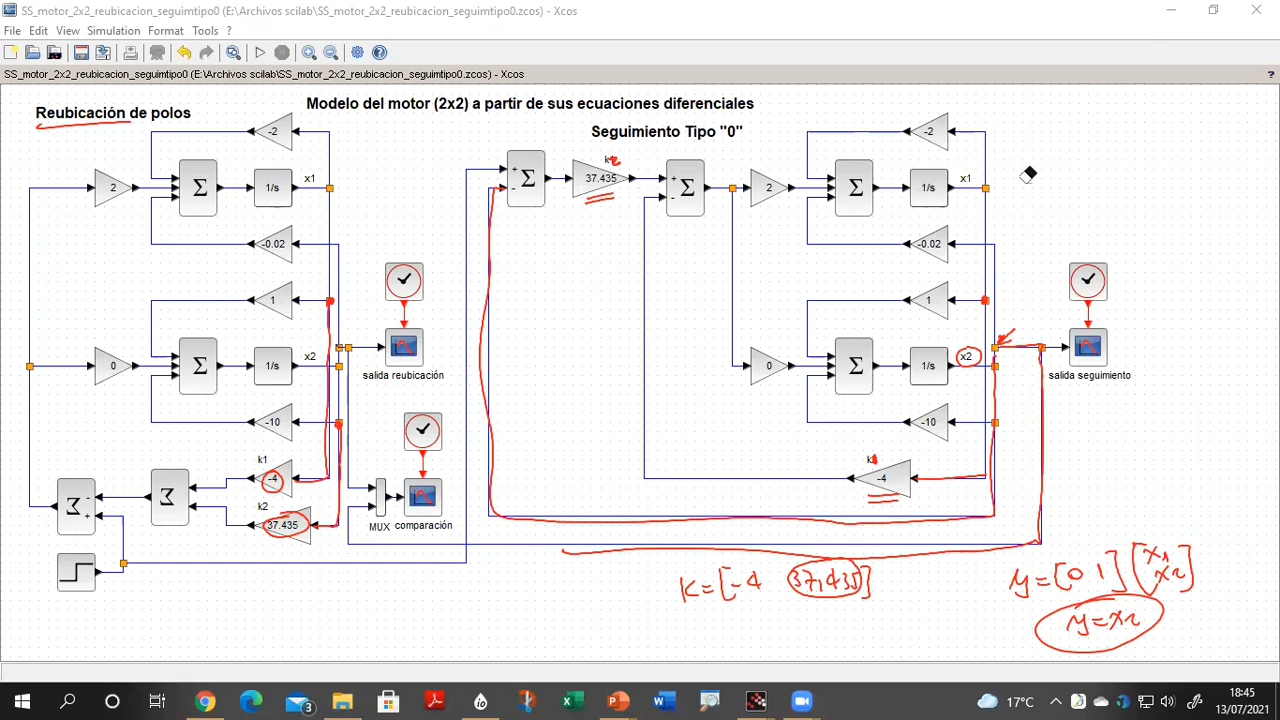 SS_motor_2x2_reubicacion_seguimtipo0 (E:\Archivos scilab\SS_motor_2x2_reubicacion_seguimtipo0.zcos) - Xcos
File Edit View Simulation Format Tools ?
SS_motor_2x2_reubicacion_seguimtipo0 (E:\Archivos scilab\SS_motor_2x2_reubicacion_seguimtipo0.zcos) - Xcos
?
Modelo del motor (2x2) a partir de sus ecuaciones diferenciales
Reubicación de polos
Seguimiento Tipo "0"
-2
2
Σ
1/s
x1
-0.02
1
0
Σ
1/s
x2
-10
k1
-4
k2
37.435
Σ
Σ
-
+
salida reubicación
MUX
comparación
+
-
Σ
k2
37.435
+
-
Σ
-2
2
Σ
1/s
x1
-0.02
1
0
Σ
1/s
x2
-10
k1
-4
salida seguimiento
K=[-4 37,435]
y=[0 1] [x1
x2]
y=x2
3
17°C
18:45
13/07/2021